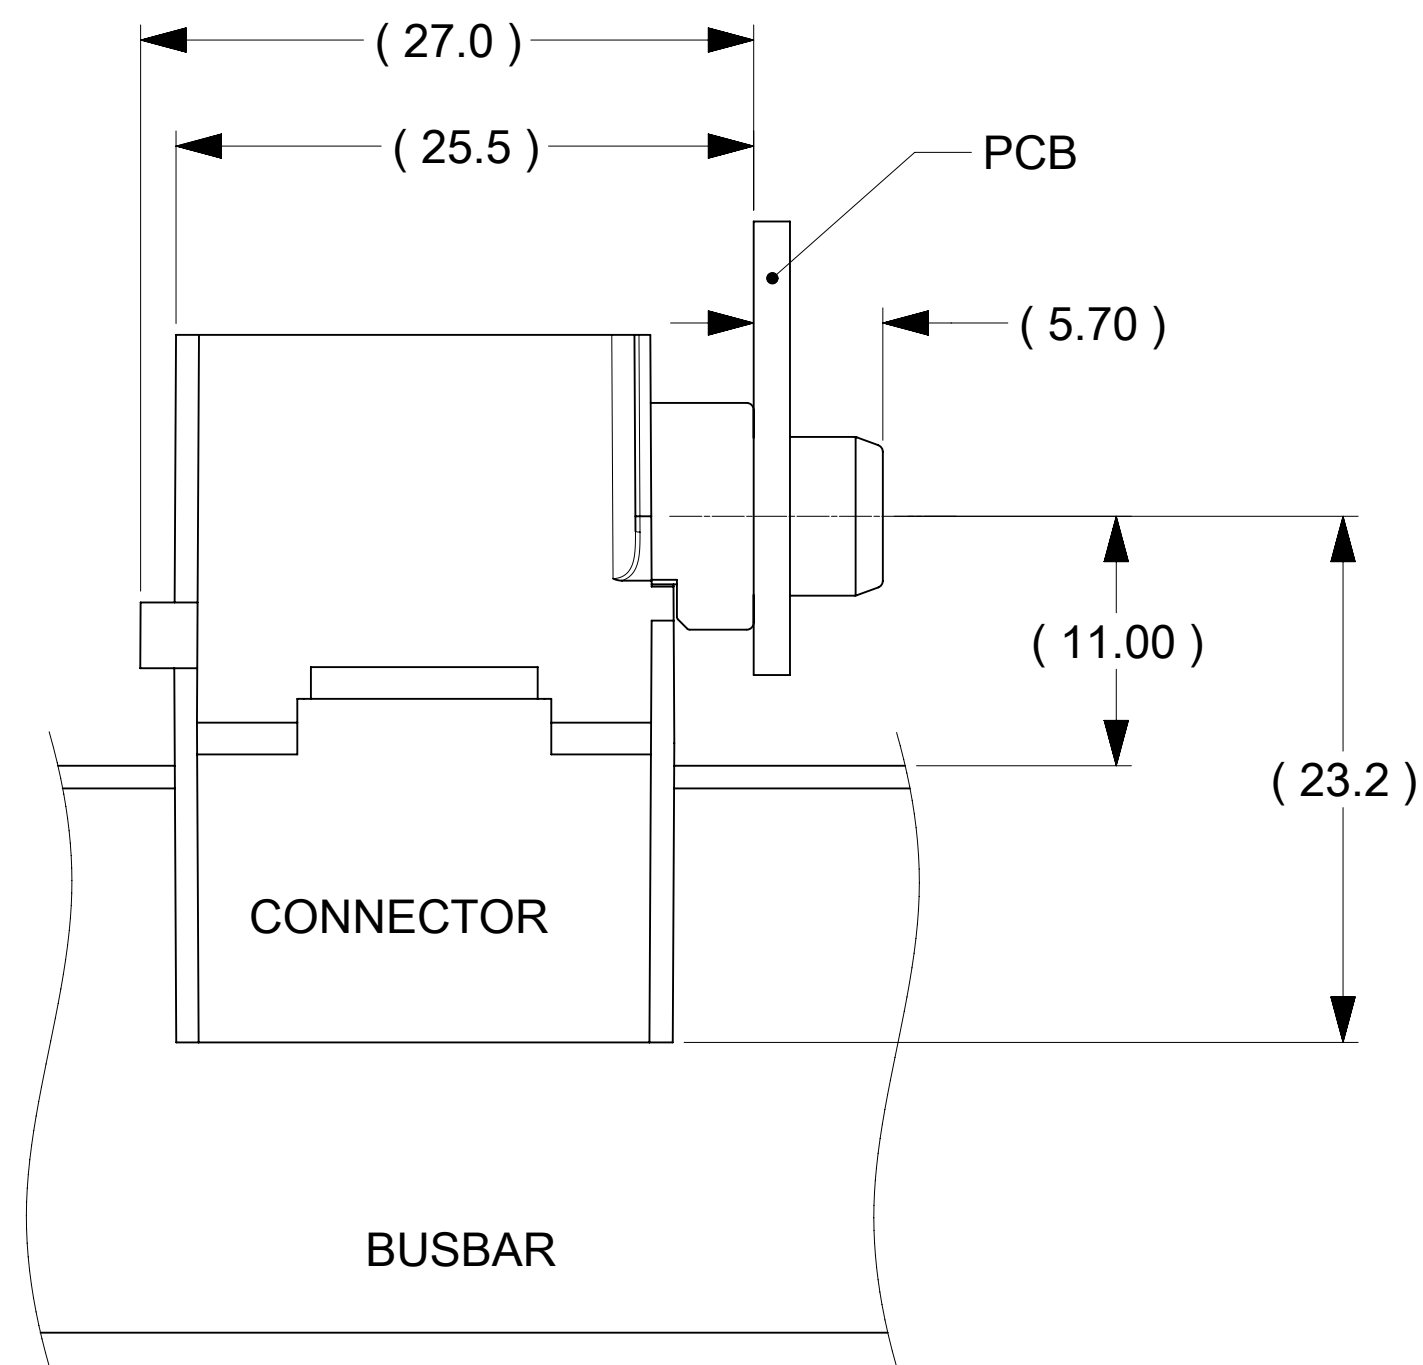 ( 27.0 )
( 25.5 )
PCB
( 5.70 )
( 11.00 )
( 23.2 )
CONNECTOR
BUSBAR